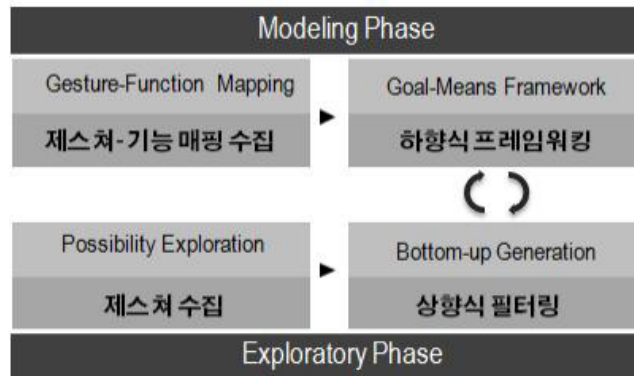 Modeling Phase
Gesture-Function Mapping
제스쳐-기능 매핑 수집
Goal-Means Framework
하향식 프레임워킹
Possibility Exploration
제스쳐 수집
Bottom-up Generation
상향식 필터링
Exploratory Phase